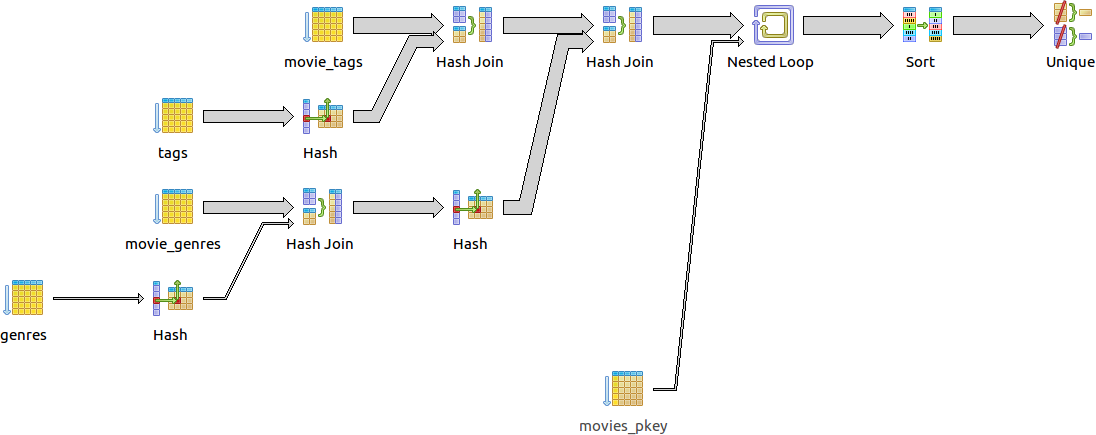 movie_tags
Hash Join
Hash Join
Nested Loop
Sort
Unique
tags
Hash
movie_genres
Hash Join
Hash
genres
Hash
movies_pkey